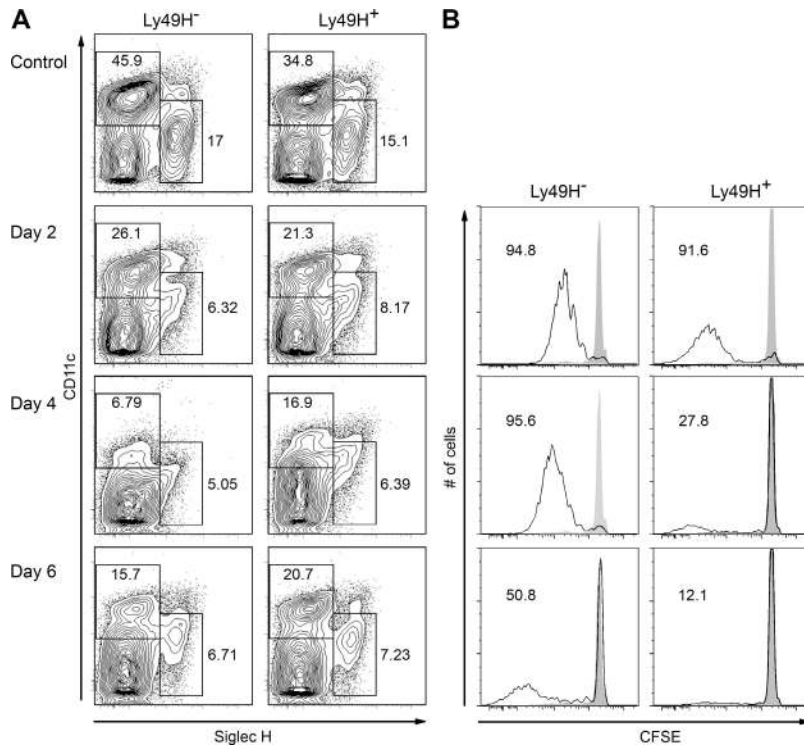 A
B
Ly49H⁻
Ly49H⁺
Control
45.9
17
34.8
15.1
Day 2
26.1
6.32
21.3
8.17
Day 4
6.79
5.05
16.9
6.39
Day 6
15.7
6.71
20.7
7.23
CD11c
Siglec H
Ly49H⁻
Ly49H⁺
94.8
91.6
95.6
27.8
50.8
12.1
# of cells
CFSE